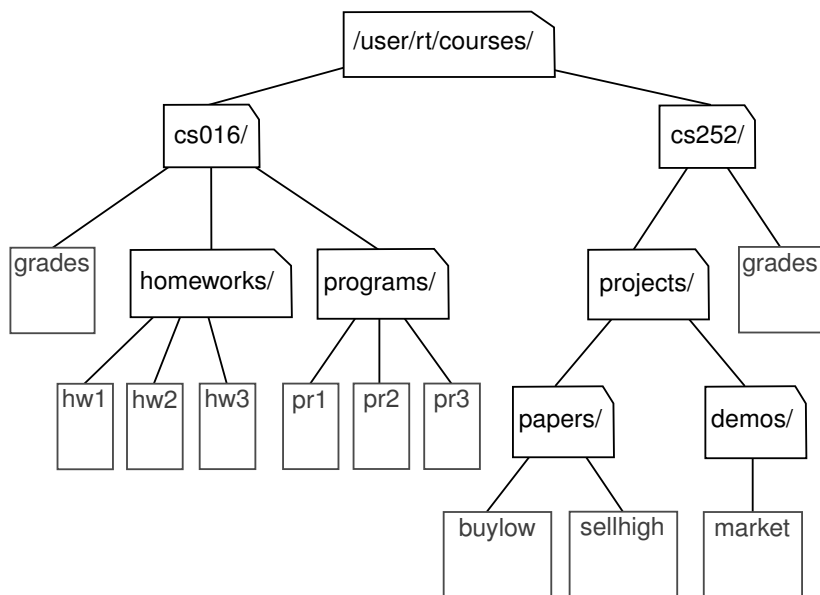 /user/rt/courses/
cs016/
cs252/
grades
homeworks/
programs/
projects/
grades
hw1
hw2
hw3
pr1
pr2
pr3
papers/
demos/
buylow
sellhigh
market